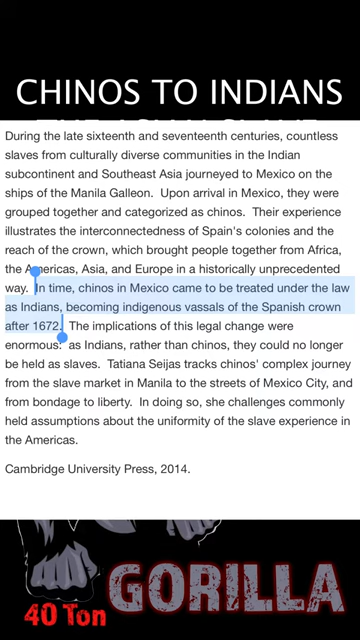 CHINOS TO INDIANS
During the late sixteenth and seventeenth centuries, countless
slaves from culturally diverse communities in the Indian
subcontinent and Southeast Asia journeyed to Mexico on the
ships of the Manila Galleon.  Upon arrival in Mexico, they were
grouped together and categorized as chinos.  Their experience
illustrates the interconnectedness of Spain's colonies and the
reach of the crown, which brought people together from Africa,
the Americas, Asia, and Europe in a historically unprecedented
way.  In time, chinos in Mexico came to be treated under the law
as Indians, becoming indigenous vassals of the Spanish crown
after 1672.  The implications of this legal change were
enormous:  as Indians, rather than chinos, they could no longer
be held as slaves.  Tatiana Seijas tracks chinos' complex journey
from the slave market in Manila to the streets of Mexico City, and
from bondage to liberty.  In doing so, she challenges commonly
held assumptions about the uniformity of the slave experience in
the Americas.
Cambridge University Press, 2014.
GORILLA
40 Ton